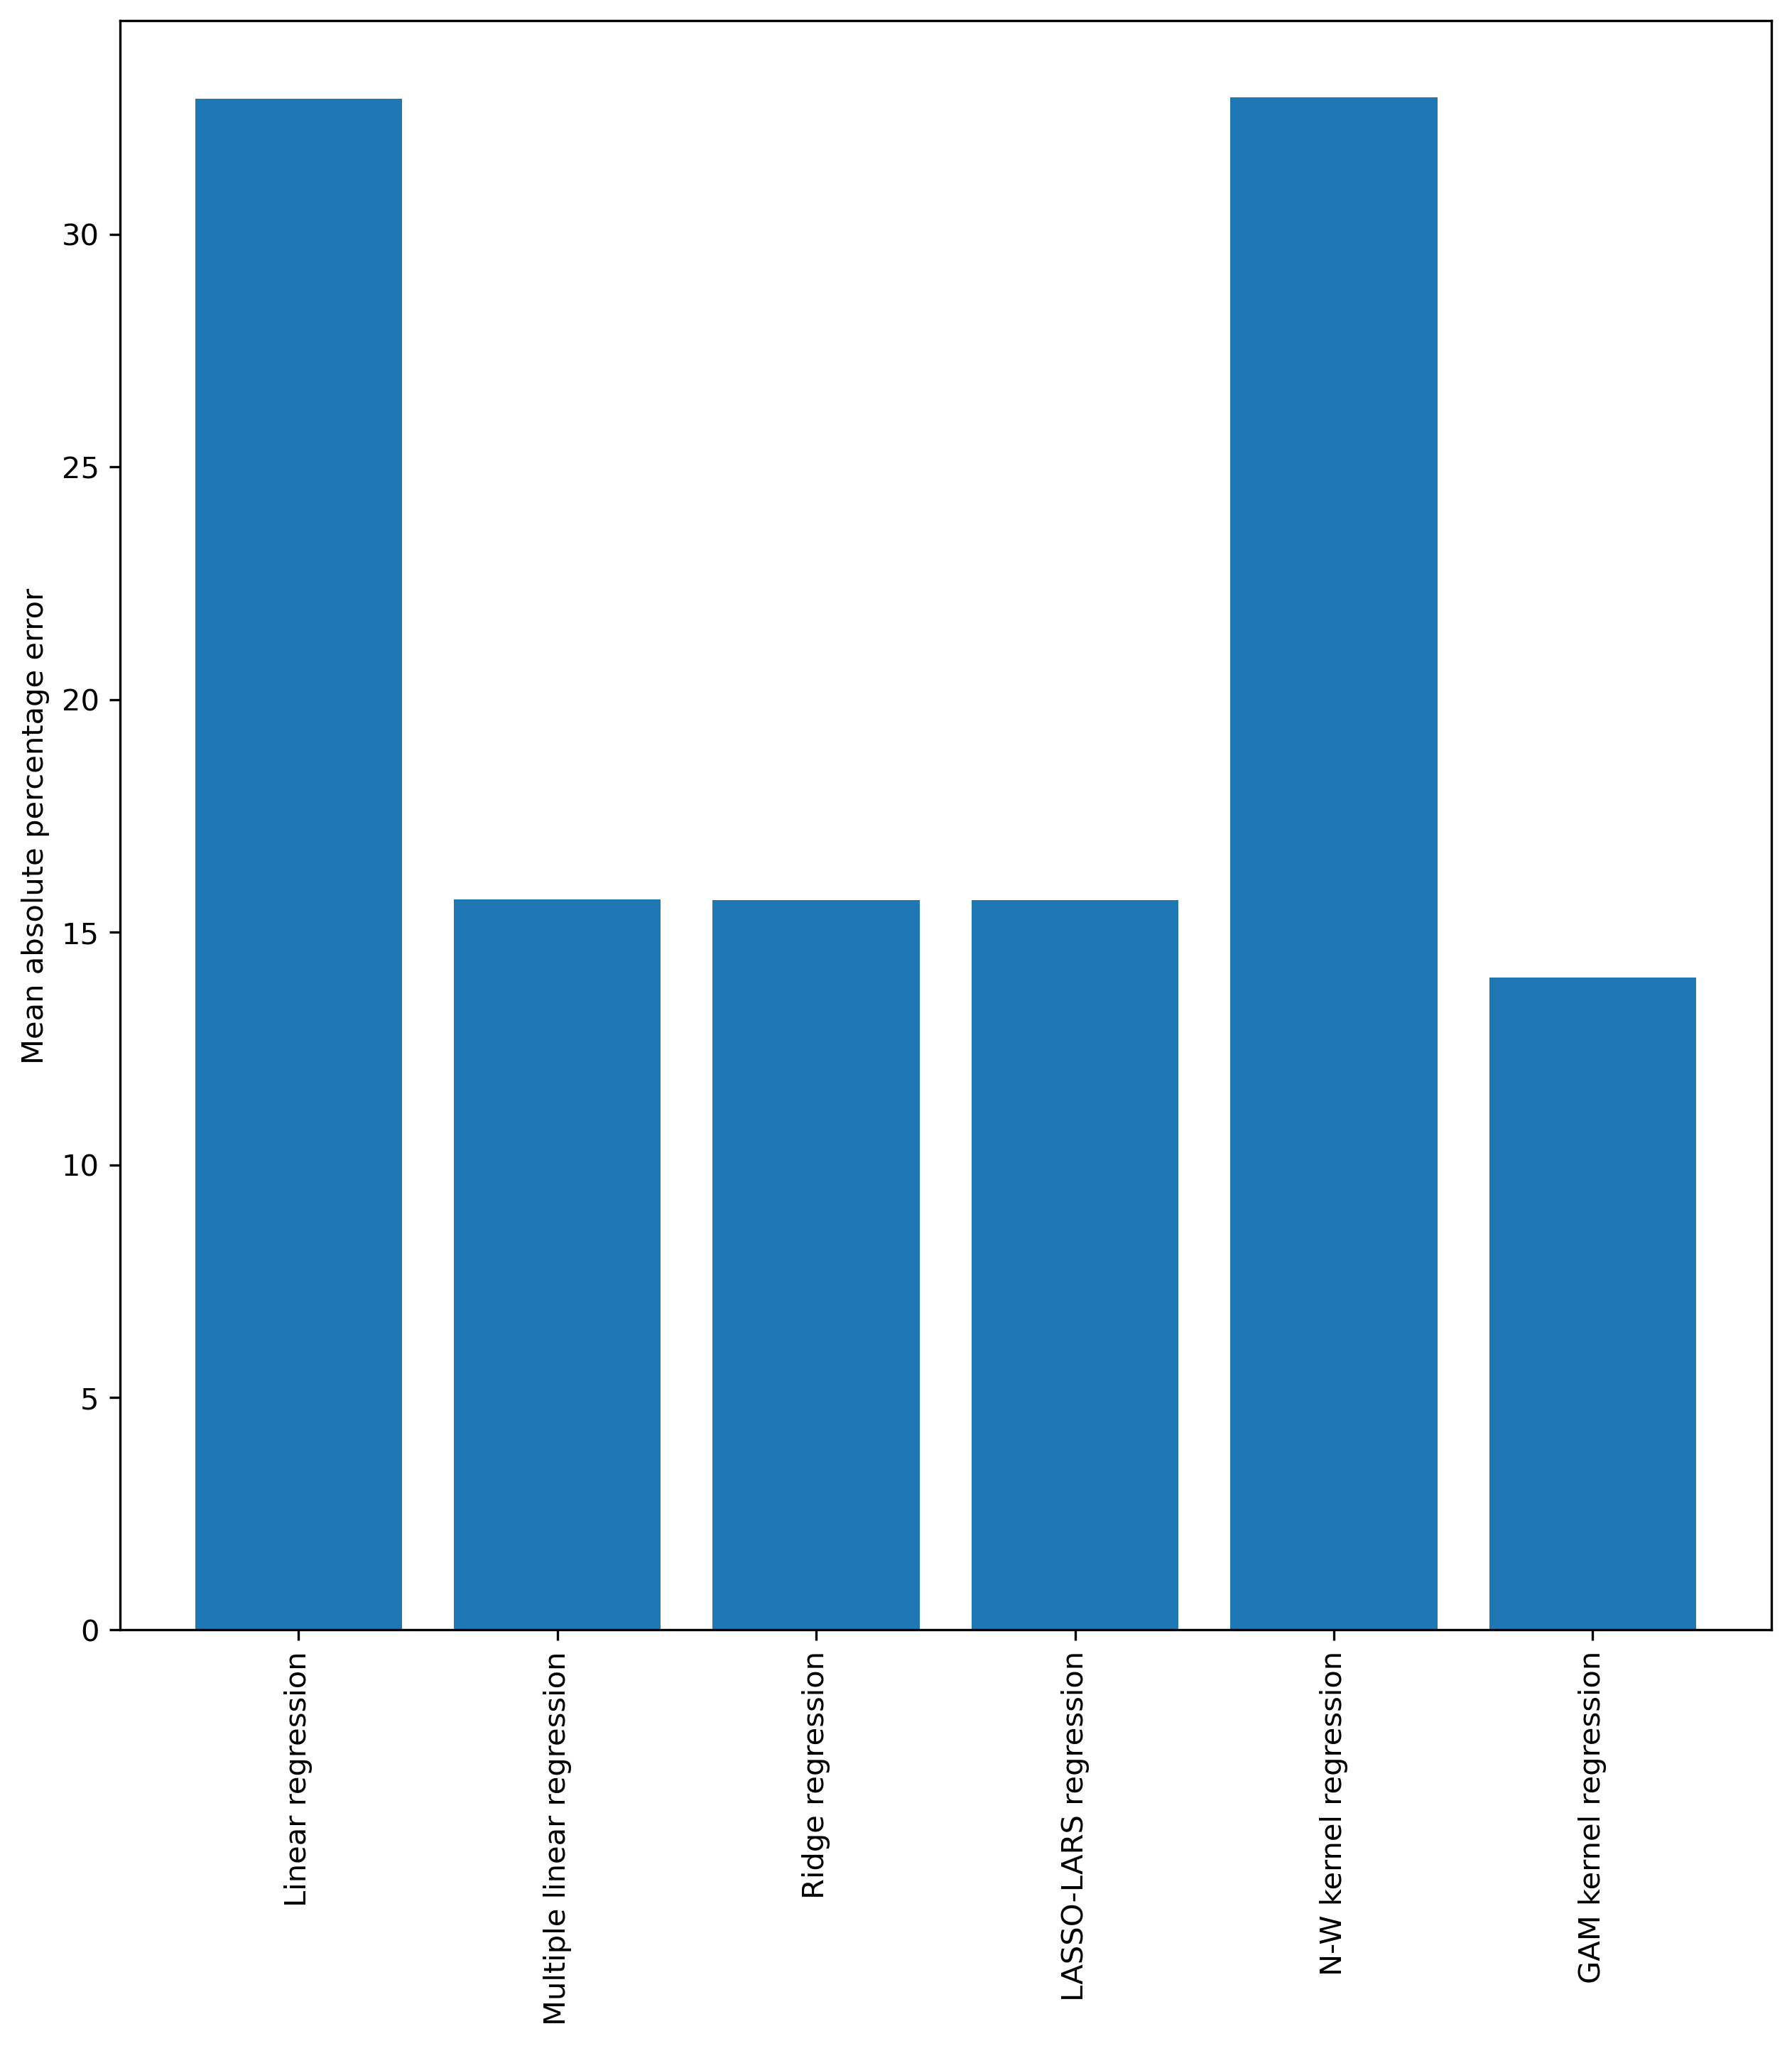 Mean absolute percentage error
30
25
20
15
10
5
0
Linear regression
Multiple linear regression
Ridge regression
LASSO-LARS regression
N-W kernel regression
GAM kernel regression